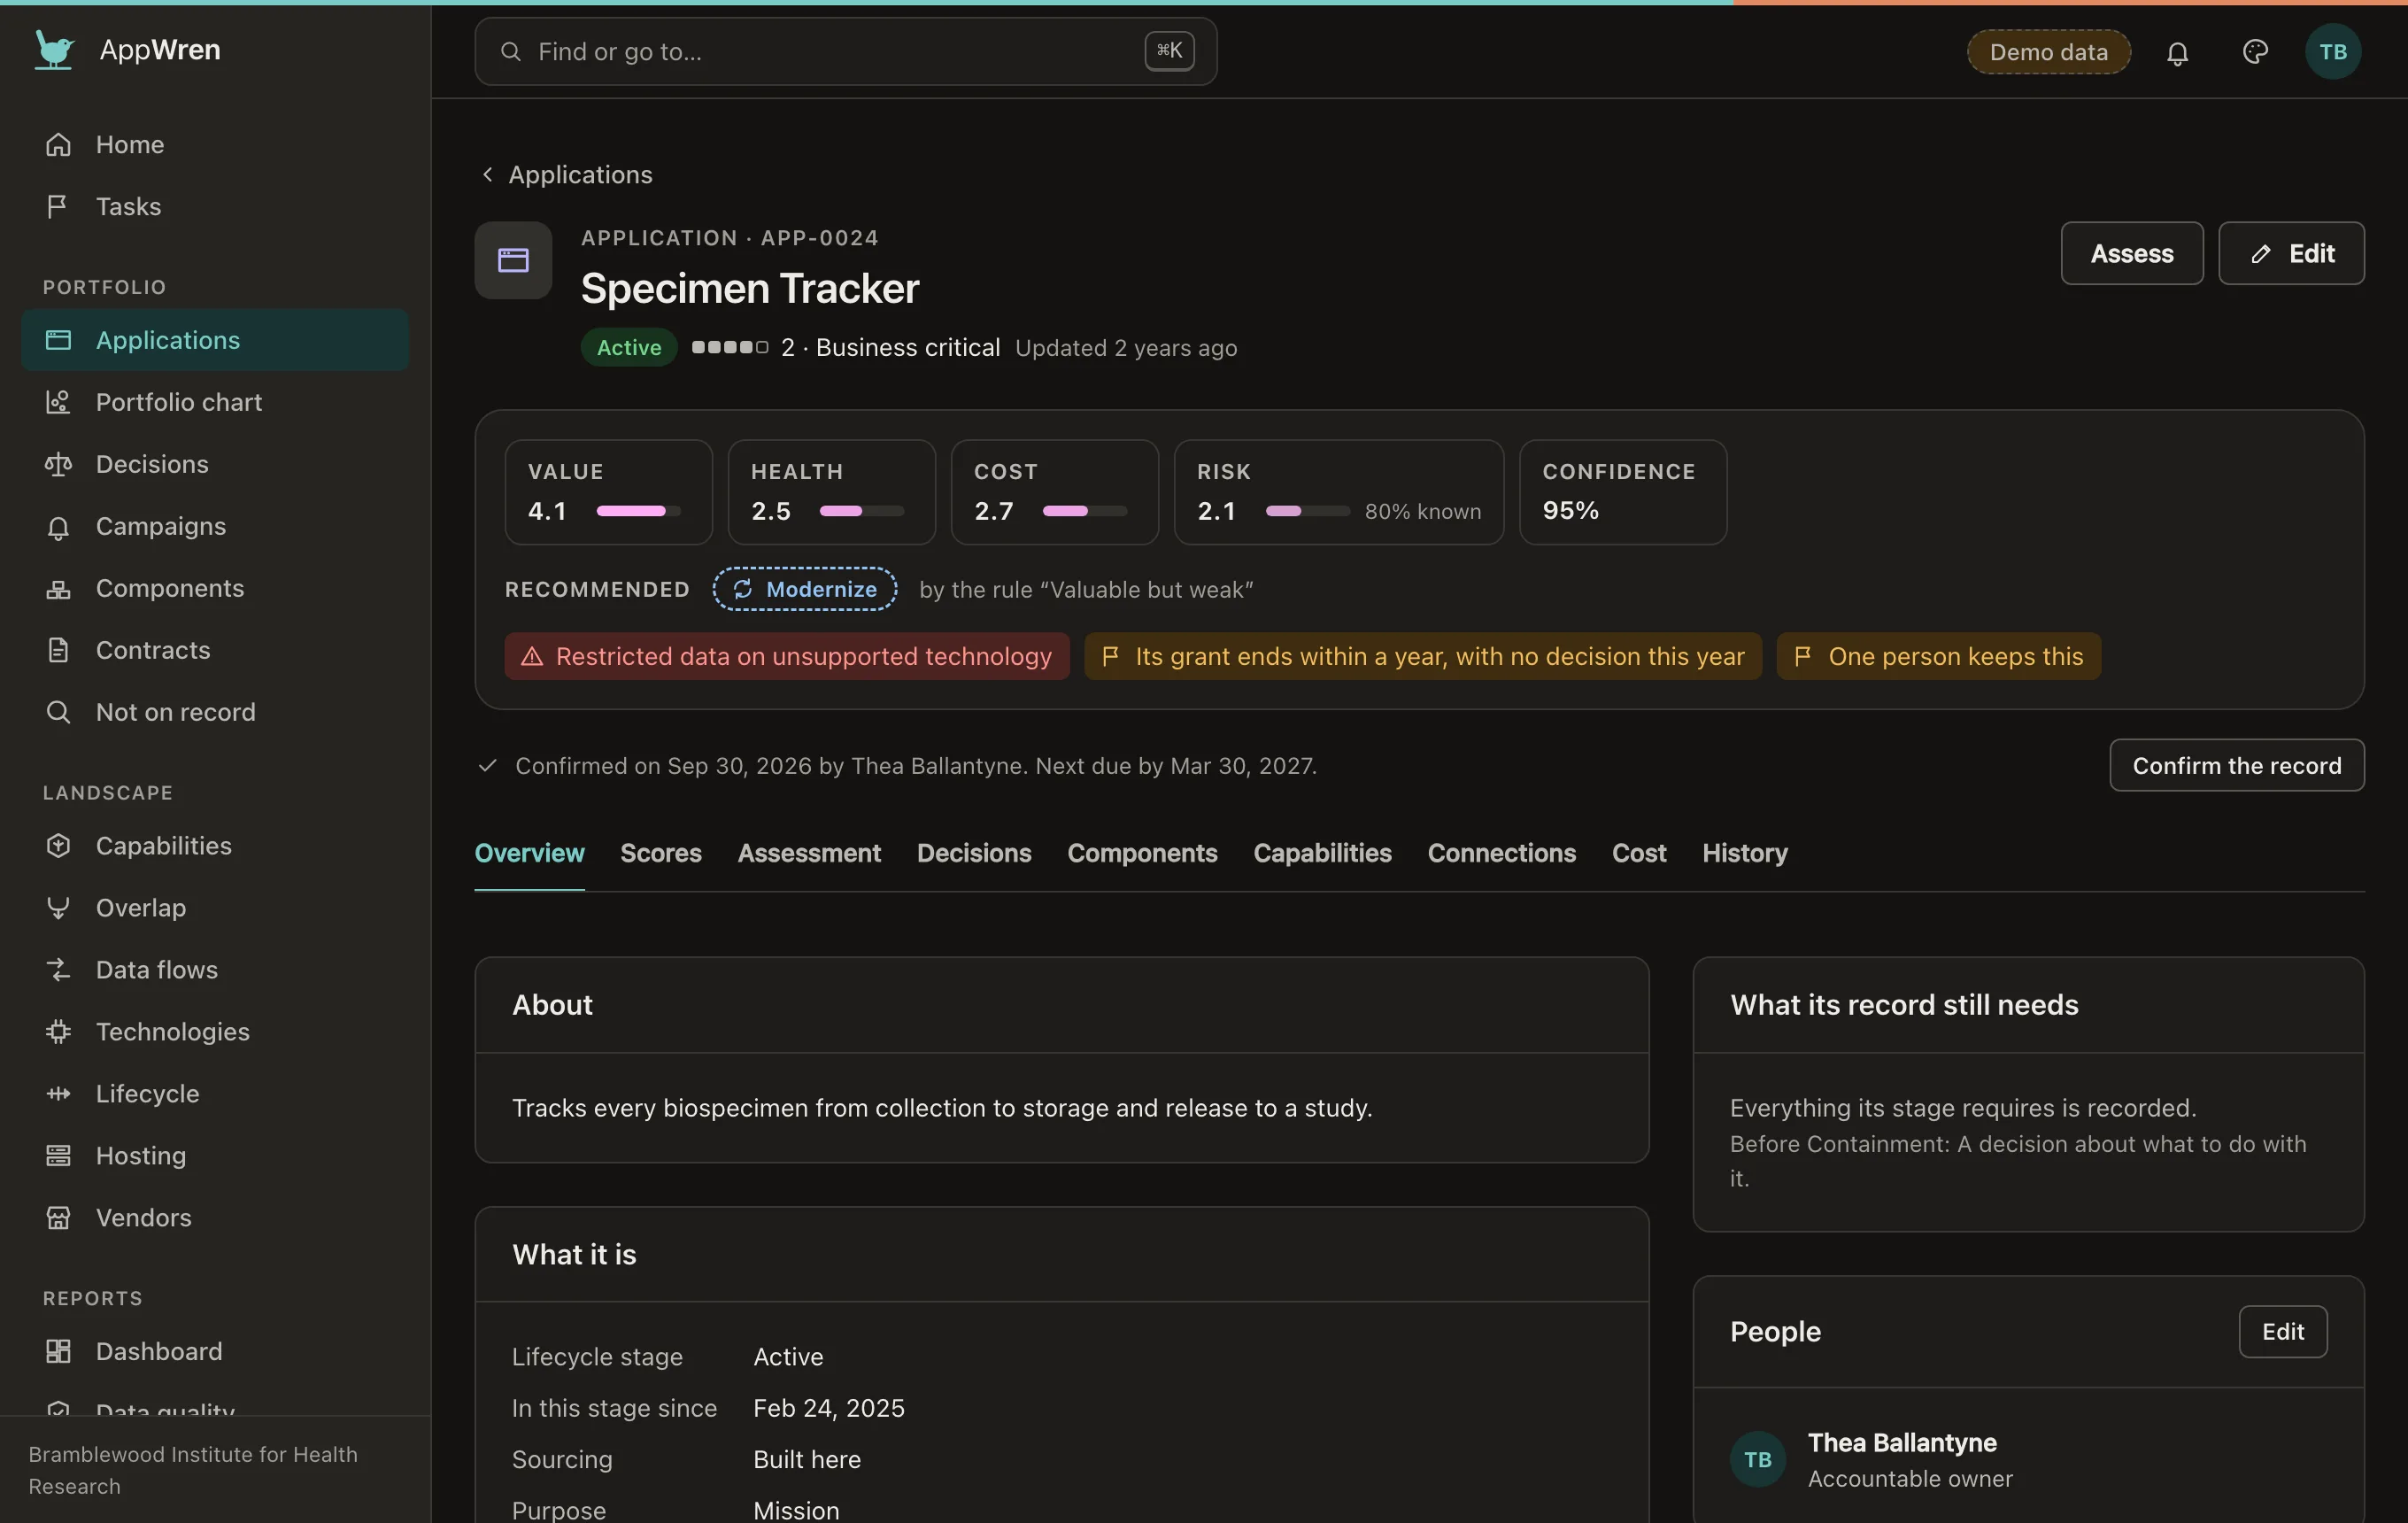 AppWren
Find or go to...
⌘K
Demo data
TB
Home
Tasks
PORTFOLIO
Applications
Portfolio chart
Decisions
Campaigns
Components
Contracts
Not on record
LANDSCAPE
Capabilities
Overlap
Data flows
Technologies
Lifecycle
Hosting
Vendors
REPORTS
Dashboard
Data quality
Bramblewood Institute for Health
Research
Applications
APPLICATION · APP-0024
Specimen Tracker
Assess
Edit
Active
2 · Business critical
Updated 2 years ago
VALUE
4.1
HEALTH
2.5
COST
2.7
RISK
2.1
80% known
CONFIDENCE
95%
RECOMMENDED
Modernize
by the rule “Valuable but weak”
Restricted data on unsupported technology
Its grant ends within a year, with no decision this year
One person keeps this
Confirmed on Sep 30, 2026 by Thea Ballantyne. Next due by Mar 30, 2027.
Confirm the record
Overview
Scores
Assessment
Decisions
Components
Capabilities
Connections
Cost
History
About
Tracks every biospecimen from collection to storage and release to a study.
What it is
Lifecycle stage
Active
In this stage since
Feb 24, 2025
Sourcing
Built here
Purpose
Mission
What its record still needs
Everything its stage requires is recorded.
Before Containment: A decision about what to do with
it.
People
Edit
TB
Thea Ballantyne
Accountable owner